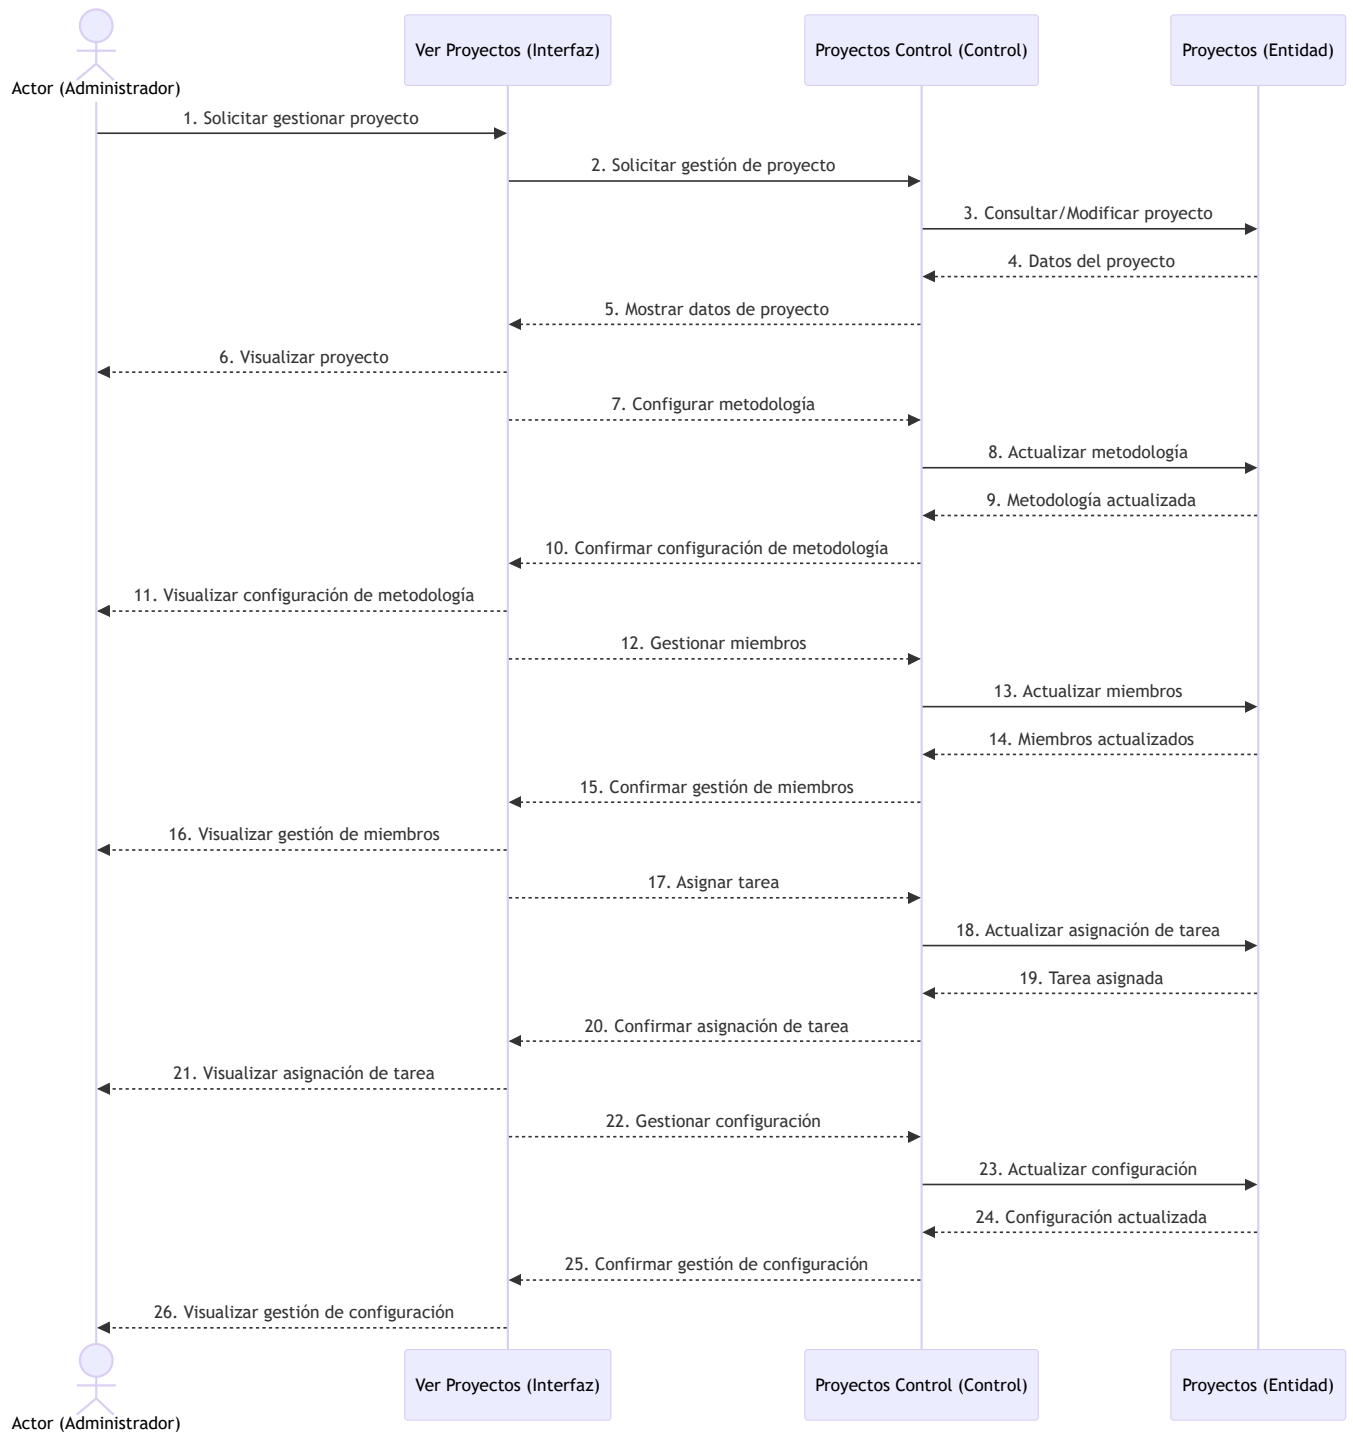 Ver Proyectos (Interfaz)
Proyectos Control (Control)
Proyectos (Entidad)
Actor (Administrador)
1. Solicitar gestionar proyecto
2. Solicitar gestión de proyecto
3. Consultar/Modificar proyecto
4. Datos del proyecto
5. Mostrar datos de proyecto
6. Visualizar proyecto
7. Configurar metodología
8. Actualizar metodología
9. Metodología actualizada
10. Confirmar configuración de metodología
11. Visualizar configuración de metodología
12. Gestionar miembros
13. Actualizar miembros
14. Miembros actualizados
15. Confirmar gestión de miembros
16. Visualizar gestión de miembros
17. Asignar tarea
18. Actualizar asignación de tarea
19. Tarea asignada
20. Confirmar asignación de tarea
21. Visualizar asignación de tarea
22. Gestionar configuración
23. Actualizar configuración
24. Configuración actualizada
25. Confirmar gestión de configuración
26. Visualizar gestión de configuración
Ver Proyectos (Interfaz)
Proyectos Control (Control)
Proyectos (Entidad)
Actor (Administrador)